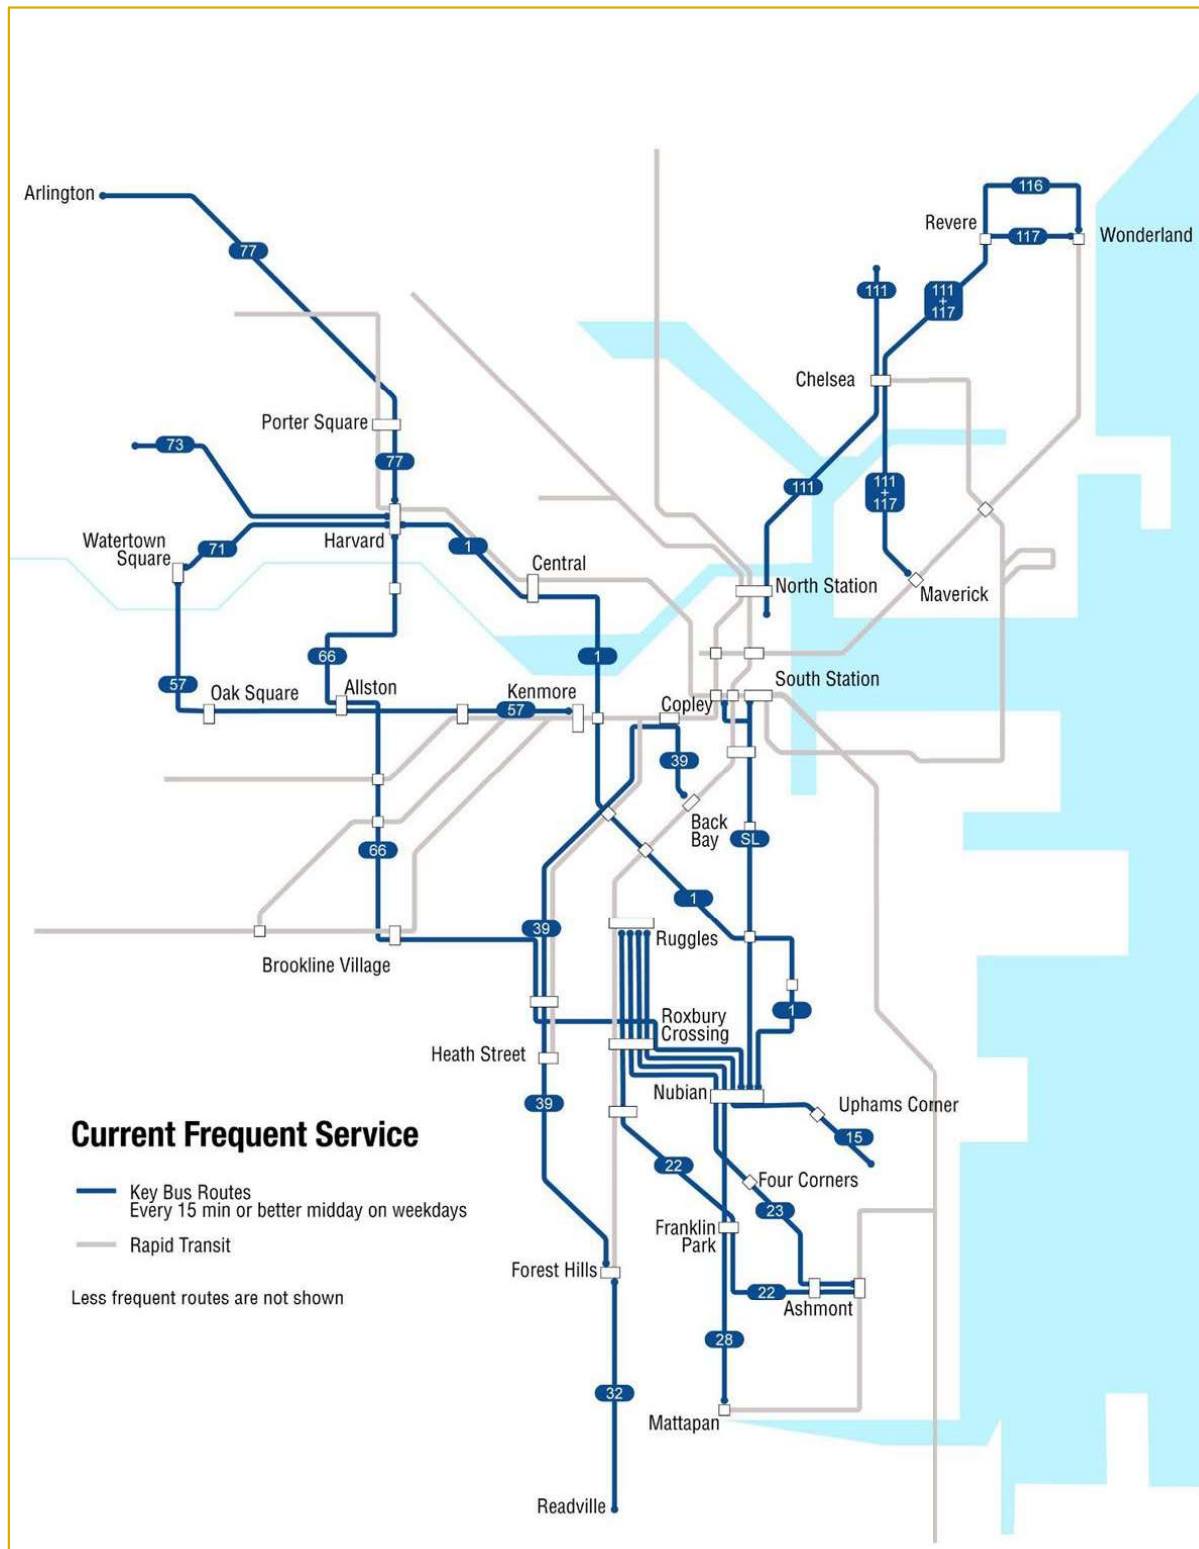 116
Revere
Wonderland
117
Arlington
77
111
111
+
117
Chelsea
Porter Square
73
77
111
111
+
117
Watertown
Square
71
Harvard
1
Central
North Station
Maverick
66
1
57
Oak Square
Allston
Kenmore
57
Copley
South Station
39
Back
Bay
SL
66
1
39
Ruggles
Brookline Village
Roxbury
Crossing
1
Heath Street
Nubian
39
Uphams Corner
15
22
Four Corners
23
Franklin
Park
Forest Hills
22
Ashmont
28
32
Mattapan
Readville
Current Frequent Service
Key Bus Routes
Every 15 min or better midday on weekdays
Rapid Transit
Less frequent routes are not shown